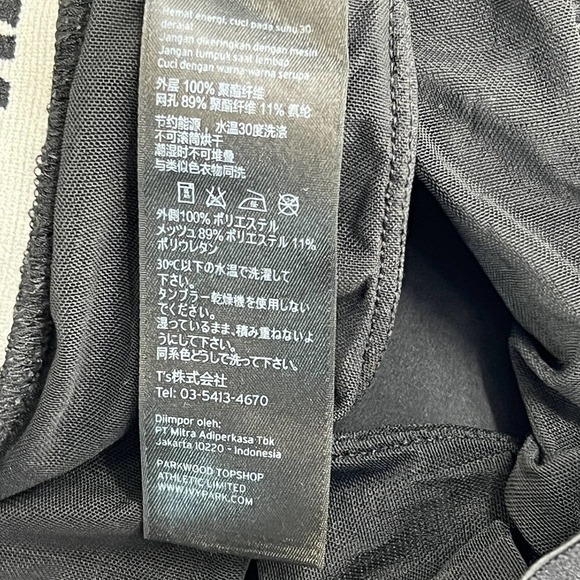 Hemat energi, cuci pada suhu 30
derajat
Jangan dikeringkan dengan mesin
Jangan tumpuk saat lembap
Cuci dengan warna-warna serupa
外层 100% 聚酯纤维
网孔 89% 聚酯纤维 11% 氨纶
节约能源， 水温30度洗涤
不可滚筒烘干
潮湿时不可堆叠
与类似色衣物同洗
外側100% ポリエステル
メッシュ 89% ポリエステル 11%
ポリウレタン
30℃以下の水温で洗濯して
下さい。
タンブラー乾燥機を使用しない
で下さい。
湿っているまま、積み重ねないよ
うにして下さい。
同系色どうしで洗って下さい。
T's株式会社
Tel: 03-5413-4670
Diimpor oleh:
PT Mitra Adiperkasa Tbk
Jakarta 10220 - Indonesia
PARKWOOD TOPSHOP
ATHLETIC LIMITED
WWW.IVYPARK.COM